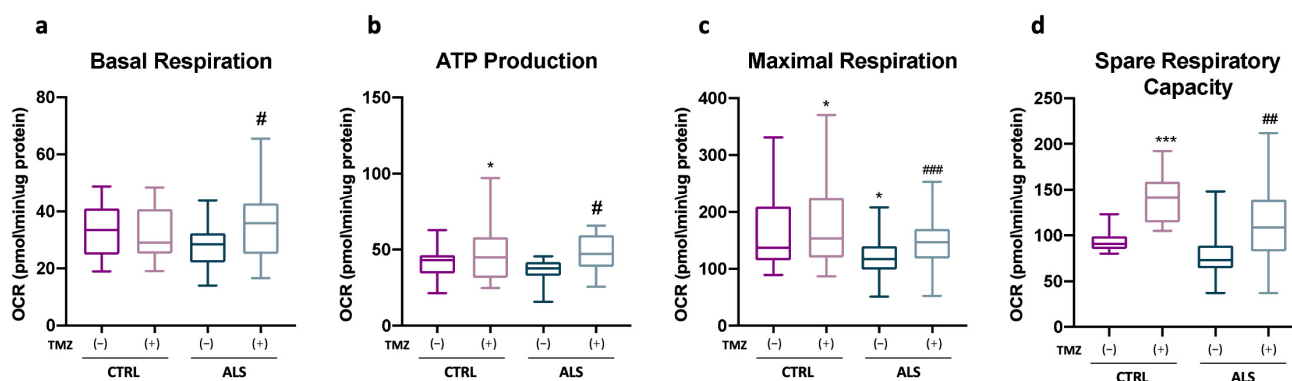 a
Basal Respiration
OCR (pmol\min\ug protein)
80
60
40
20
0
#
TMZ (−) (+) (−) (+)
CTRL ALS
b
ATP Production
OCR (pmol\min\ug protein)
150
100
50
0
*
#
(−) (+) (−) (+)
TMZ
CTRL ALS
c
Maximal Respiration
OCR (pmol\min\ug protein)
400
300
200
100
0
*
*
###
TMZ (−) (+) (−) (+)
CTRL ALS
d
Spare Respiratory
Capacity
OCR (pmol\min\ug protein)
250
200
150
100
50
0
***
##
TMZ (−) (+) (−) (+)
CTRL ALS